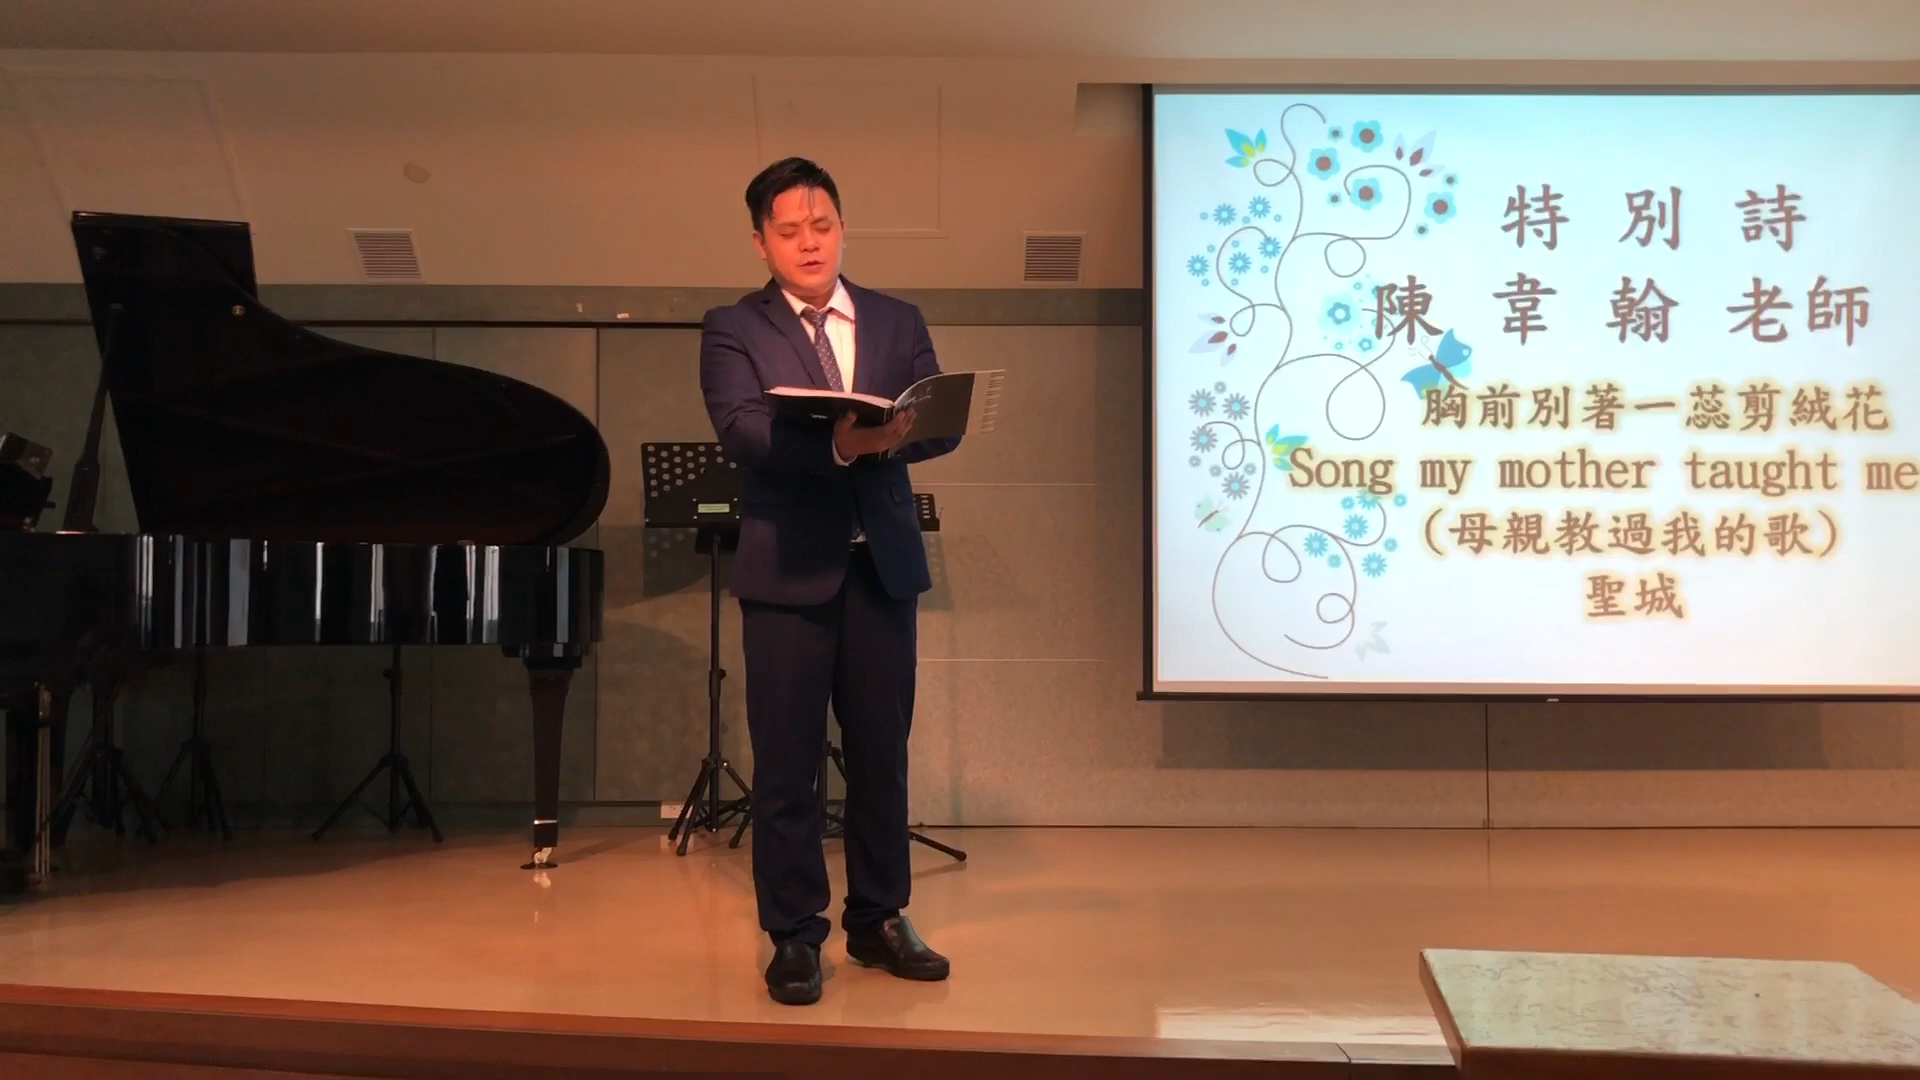 特別詩
陳韋翰老師
胸前別著一蕊剪絨花
Song my mother taught me
(母親教過我的歌)
聖城